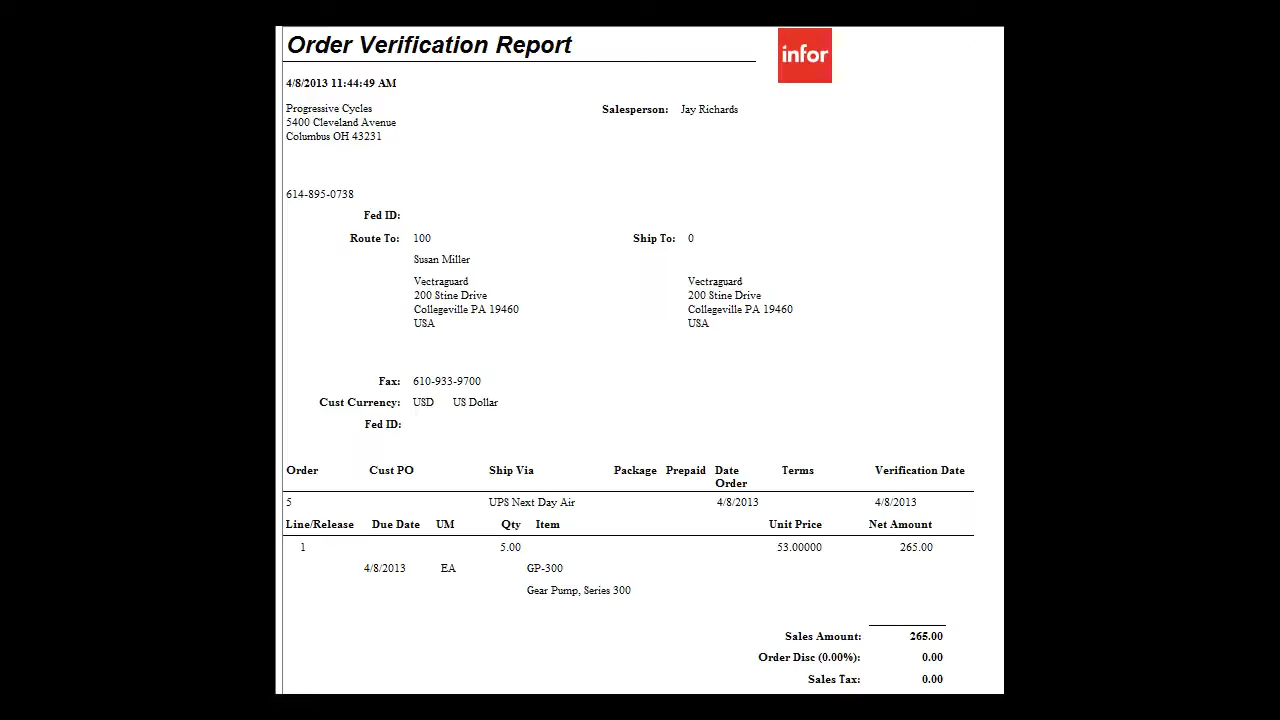 Order Verification Report
infor
4/8/2013 11:44:49 AM
Progressive Cycles
5400 Cleveland Avenue
Columbus OH 43231
Salesperson: Jay Richards
614-895-0738
Fed ID:
Route To: 100 Ship To: 0
Susan Miller
Vectraguard Vectraguard
200 Stine Drive 200 Stine Drive
Collegeville PA 19460 Collegeville PA 19460
USA USA
Fax: 610-933-9700
Cust Currency: USD US Dollar
Fed ID:
Order Cust PO Ship Via Package Prepaid Date Order Terms Verification Date
5 UPS Next Day Air 4/8/2013 4/8/2013
Line/Release Due Date UM Qty Item Unit Price Net Amount
1 5.00 53.00000 265.00
4/8/2013 EA GP-300
Gear Pump, Series 300
Sales Amount: 265.00
Order Disc (0.00%): 0.00
Sales Tax: 0.00